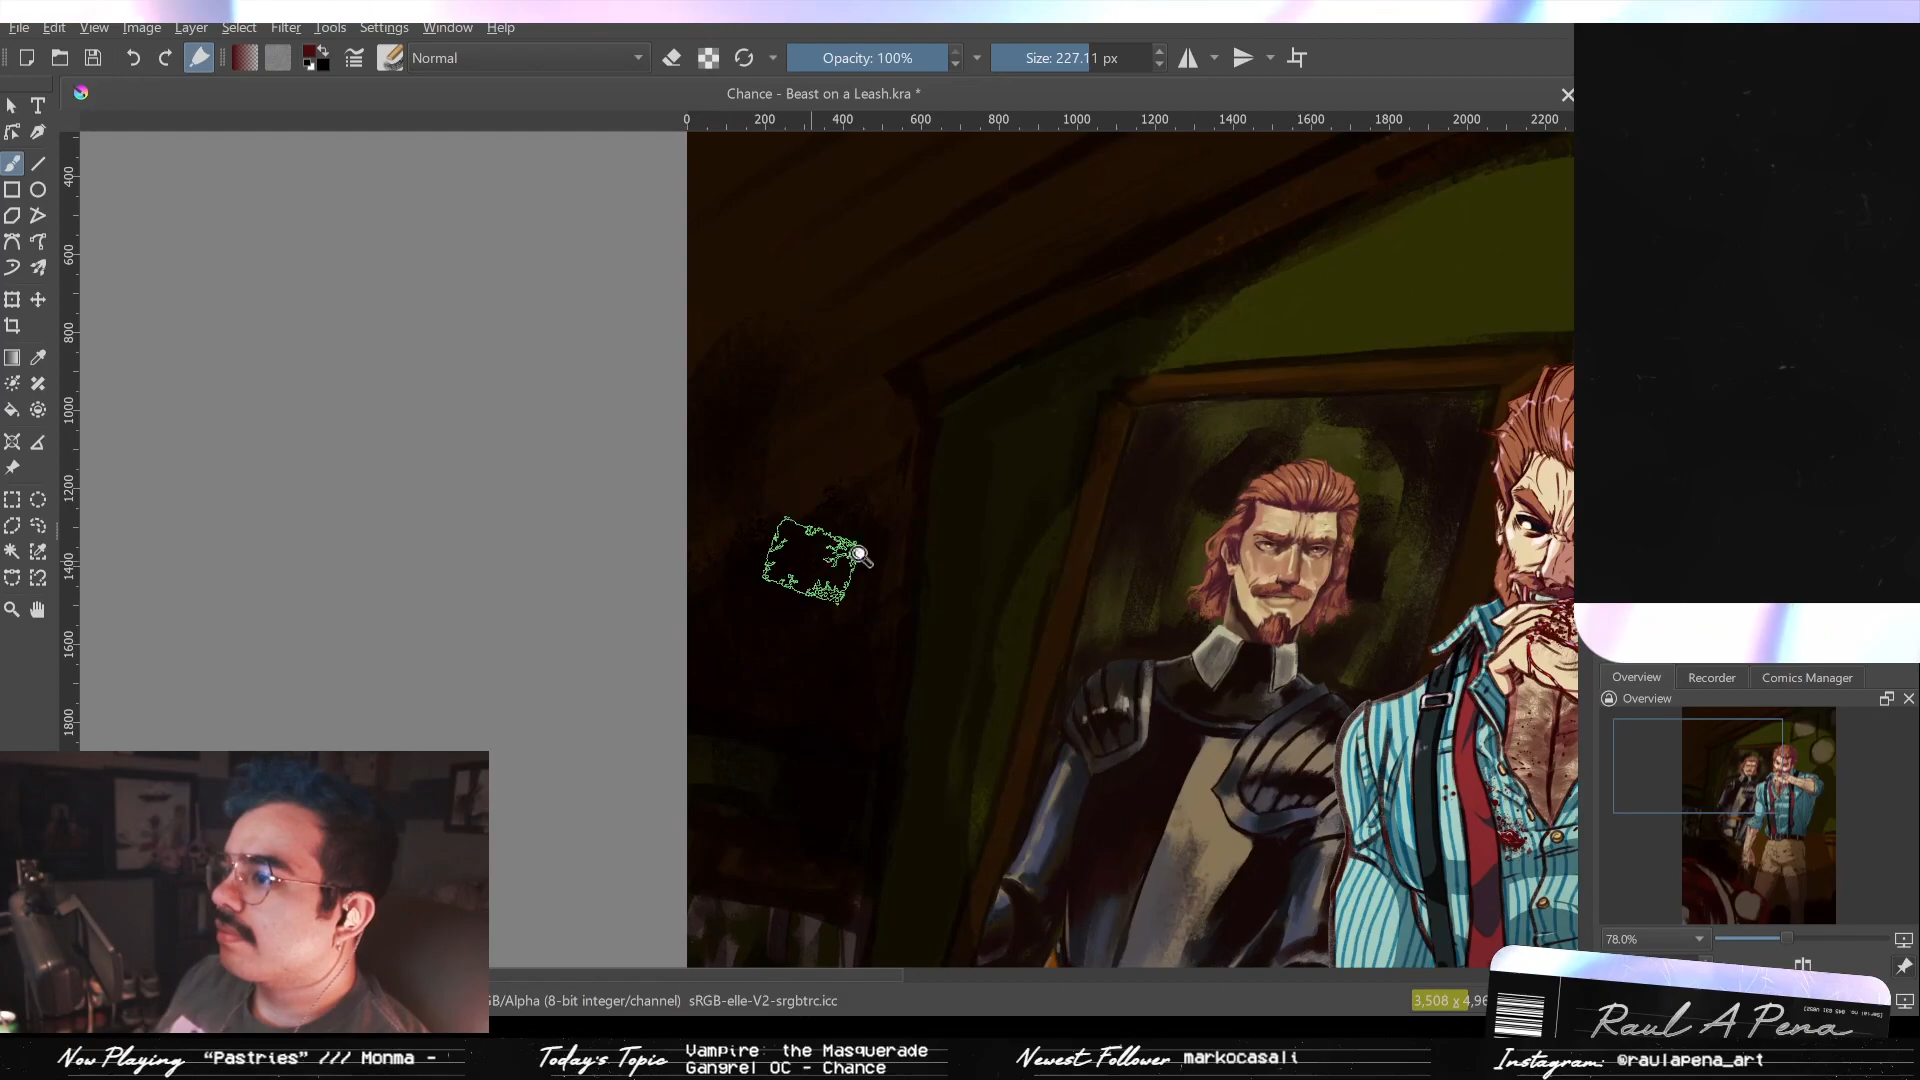 File Edit View Image Layer Select Filter Tools Settings Window Help
Normal
Opacity: 100%
Size: 227.11 px
Chance - Beast on a Leash.kra *
0 200 400 600 800 1000 1200 1400 1600 1800 2000 2200
400
600
800
1000
1200
1400
1600
1800
Overview Recorder Comics Manager
Overview
78.0%
GB/Alpha (8-bit integer/channel) sRGB-elle-V2-srgbtrc.icc
3,508 x 4,96
Raul A Pena
Now Playing "Pastries" /// Monma -
Today's Topic Vampire: the Masquerade
Gangrel OC - Chance
Newest Follower markocasali
Instagram: @raulapena_art